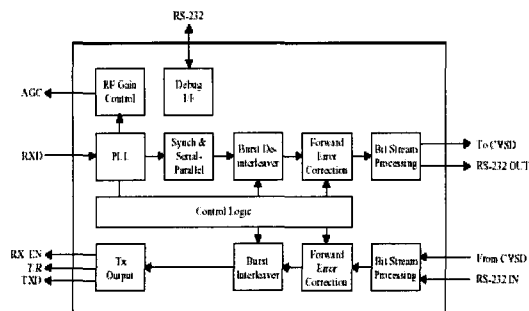 RS-232
AGC
RF Gain
Control
Debug
I/F
RXD
PLL
Synch &
Serial-
Parallel
Burst De-
interleaver
Forward
Error
Correction
Bit Stream
Processing
To CVSD
RS-232 OUT
Control Logic
RX EN
T/R
TXD
Tx
Output
Burst
Interleaver
Forward
Error
Correction
Bit Stream
Processing
From CVSD
RS-232 IN